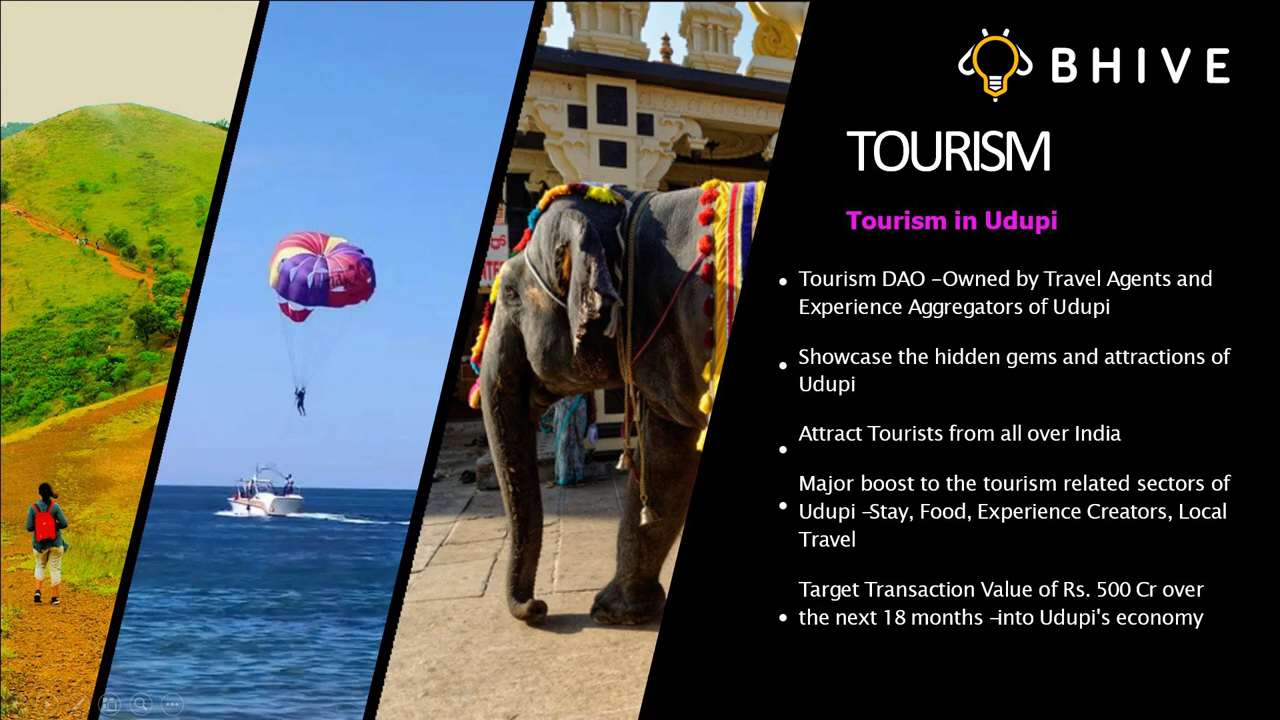 BHIVE
TOURISM
Tourism in Udupi
• Tourism DAO –Owned by Travel Agents and
Experience Aggregators of Udupi
• Showcase the hidden gems and attractions of
Udupi
• Attract Tourists from all over India
• Major boost to the tourism related sectors of
Udupi –Stay, Food, Experience Creators, Local
Travel
• Target Transaction Value of Rs. 500 Cr over
the next 18 months –into Udupi's economy